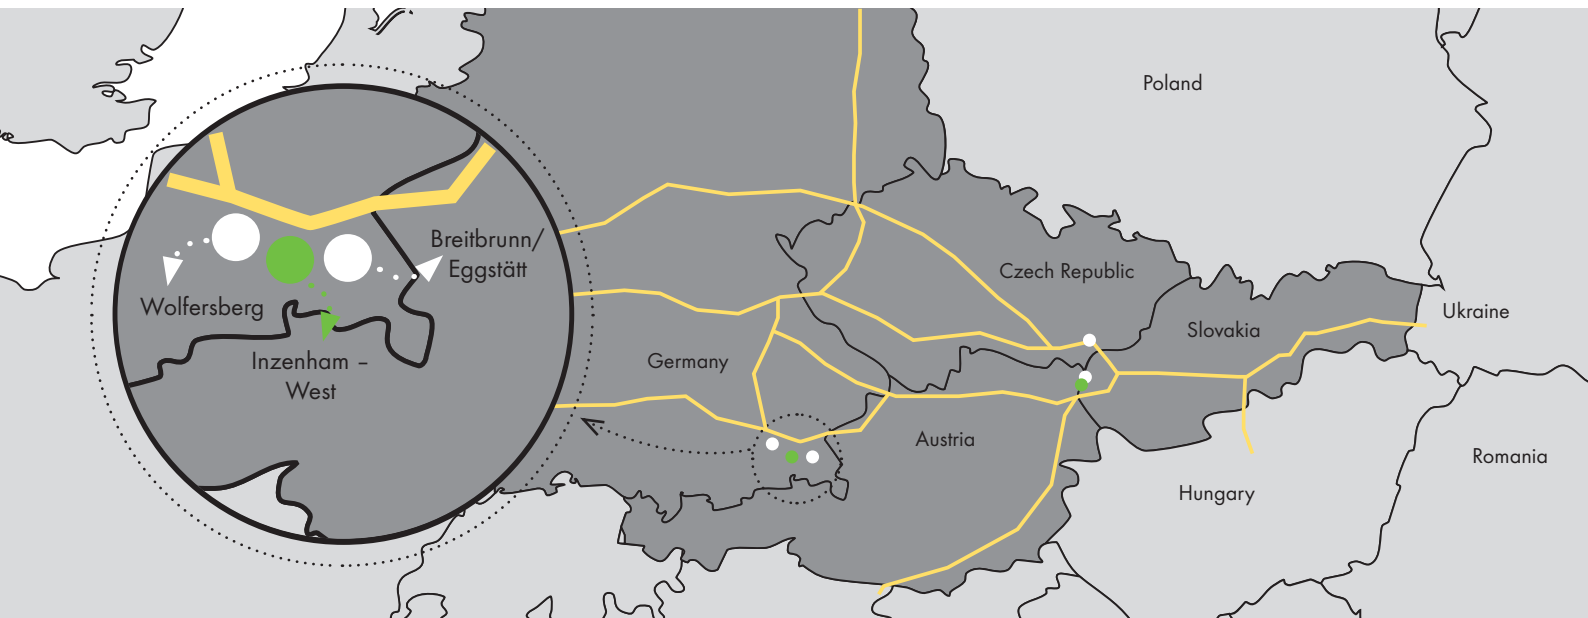 Poland
Breitbrunn/
Eggstätt
Czech Republic
Wolfersberg
Ukraine
Slovakia
Inzenham –
West
Germany
Austria
Romania
Hungary